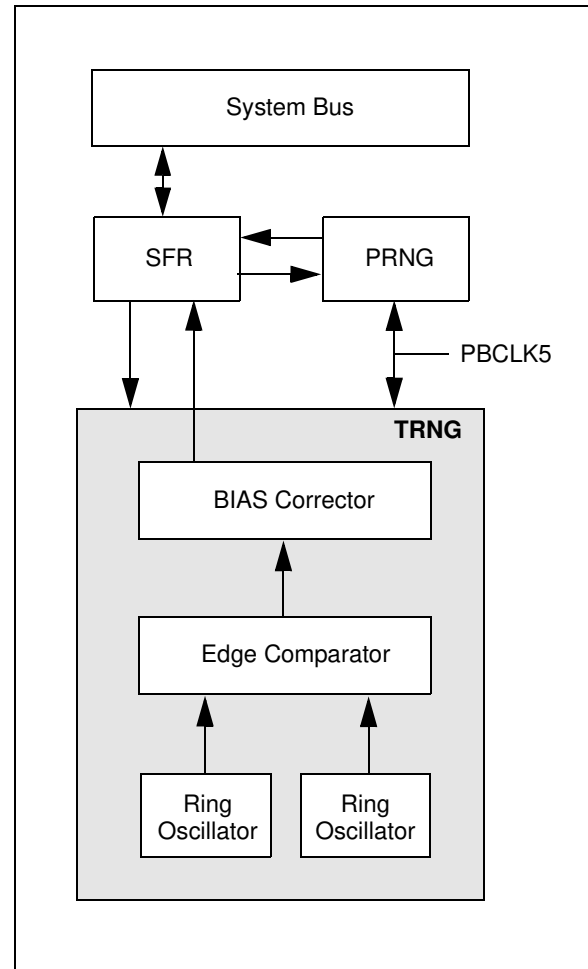 System Bus
SFR
PRNG
PBCLK5
TRNG
BIAS Corrector
Edge Comparator
Ring
Oscillator
Ring
Oscillator